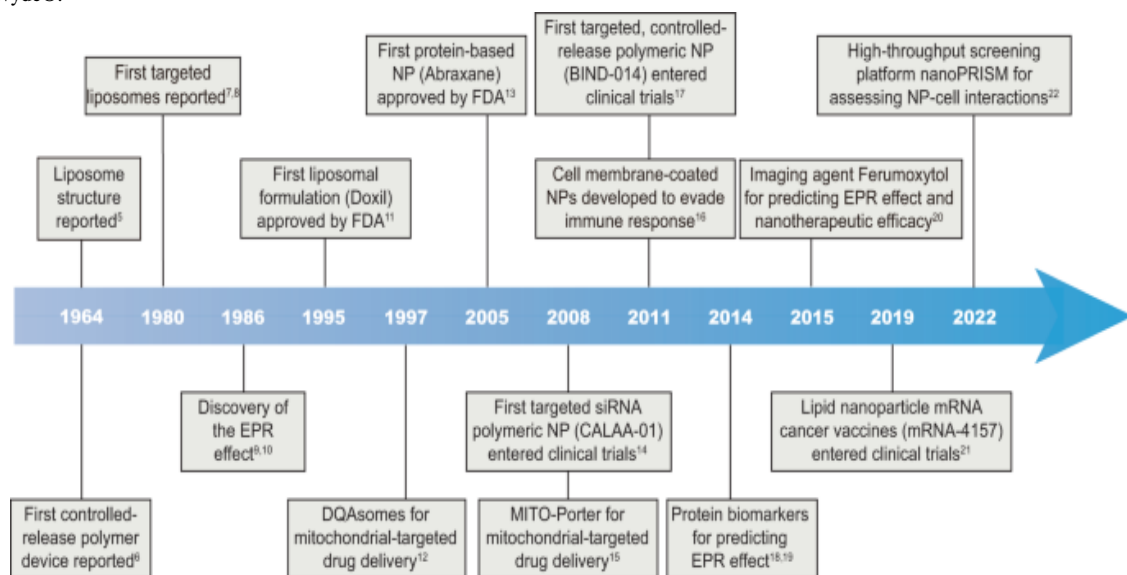 First targeted
liposomes reported7,8
First protein-based
NP (Abraxane)
approved by FDA13
First targeted, controlled-
release polymeric NP
(BIND-014) entered
clinical trials17
High-throughput screening
platform nanoPRISM for
assessing NP-cell interactions22
Liposome
structure
reported5
First liposomal
formulation (Doxil)
approved by FDA11
Cell membrane-coated
NPs developed to evade
immune response16
Imaging agent Ferumoxytol
for predicting EPR effect and
nanotherapeutic efficacy20
1964 1980 1986 1995 1997 2005 2008 2011 2014 2015 2019 2022
Discovery of
the EPR
effect9,10
First targeted siRNA
polymeric NP (CALAA-01)
entered clinical trials14
Lipid nanoparticle mRNA
cancer vaccines (mRNA-4157)
entered clinical trials21
First controlled-
release polymer
device reported6
DQAsomes for
mitochondrial-targeted
drug delivery12
MITO-Porter for
mitochondrial-targeted
drug delivery15
Protein biomarkers
for predicting
EPR effect18,19